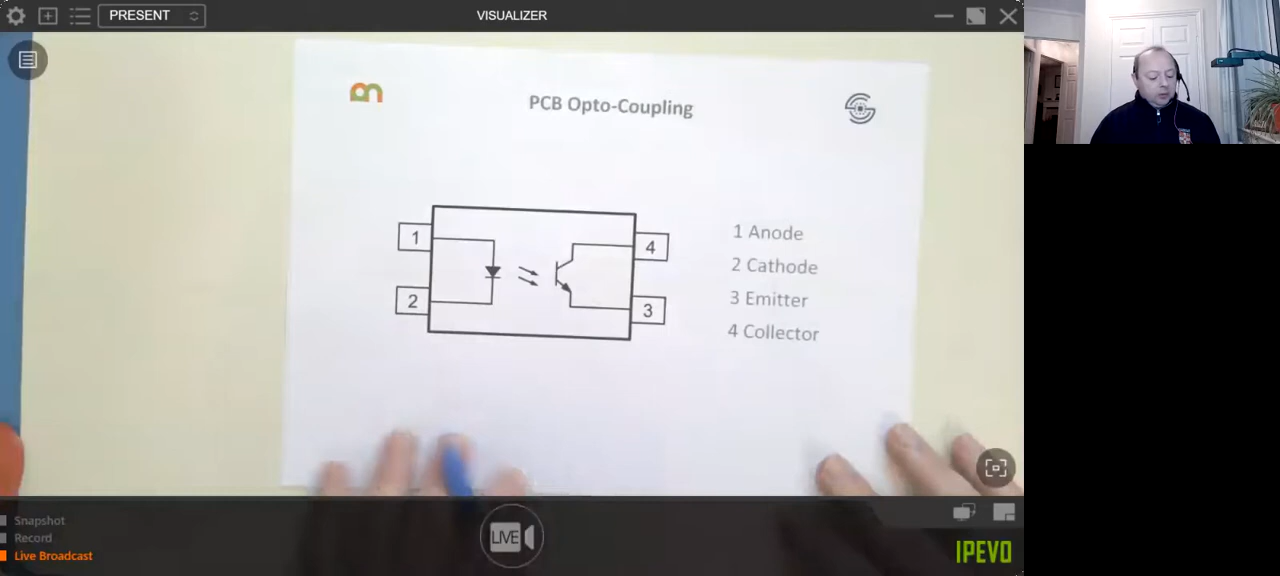 PRESENT
VISUALIZER
PCB Opto-Coupling
1
2
4
3
1 Anode
2 Cathode
3 Emitter
4 Collector
Snapshot
Record
Live Broadcast
LIVE
IPEVO